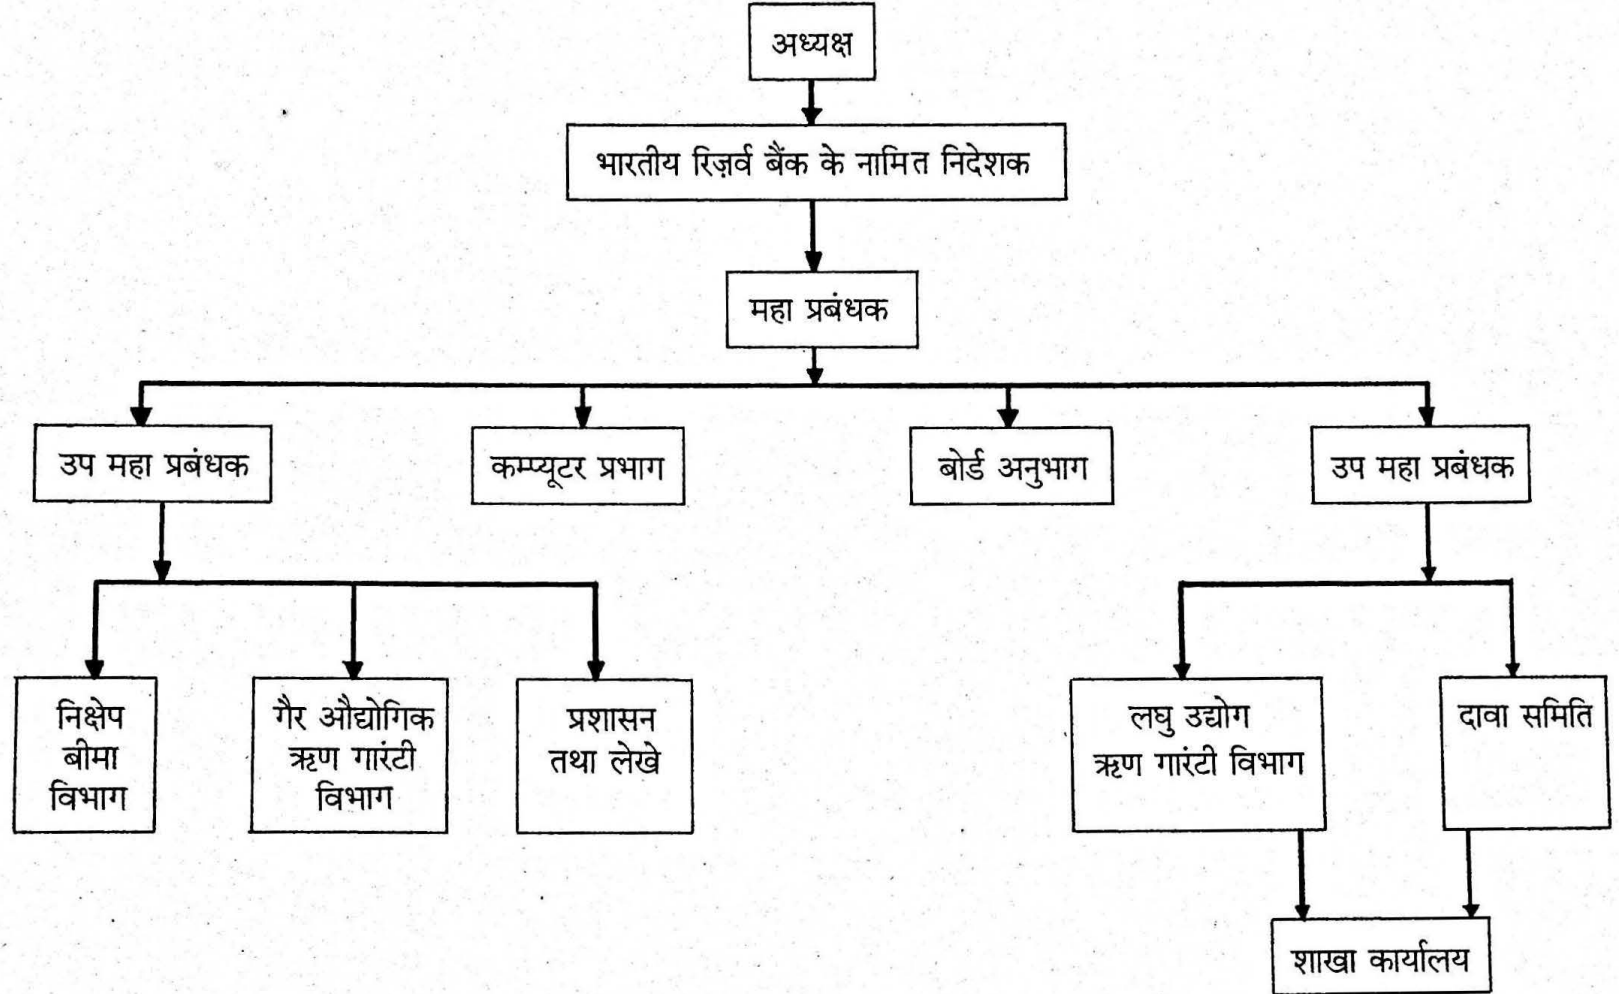 अध्यक्ष
भारतीय रिज़र्व बैंक के नामित निदेशक
महा प्रबंधक
उप महा प्रबंधक
कम्प्यूटर प्रभाग
बोर्ड अनुभाग
उप महा प्रबंधक
निक्षेप
बीमा
विभाग
गैर औद्योगिक
ऋण गारंटी
विभाग
प्रशासन
तथा लेखे
लघु उद्योग
ऋण गारंटी विभाग
दावा समिति
शाखा कार्यालय